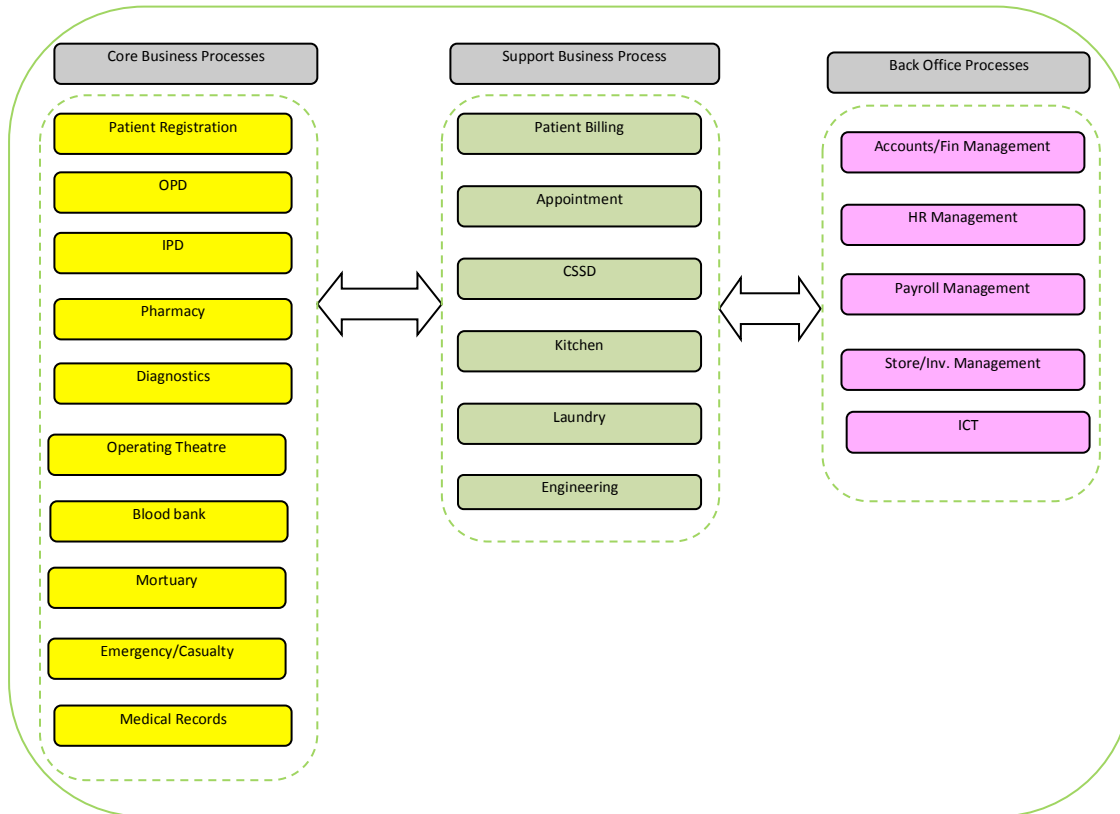 Core Business Processes
Patient Registration
OPD
IPD
Pharmacy
Diagnostics
Operating Theatre
Blood bank
Mortuary
Emergency/Casualty
Medical Records
Support Business Process
Patient Billing
Appointment
CSSD
Kitchen
Laundry
Engineering
Back Office Processes
Accounts/Fin Management
HR Management
Payroll Management
Store/Inv. Management
ICT